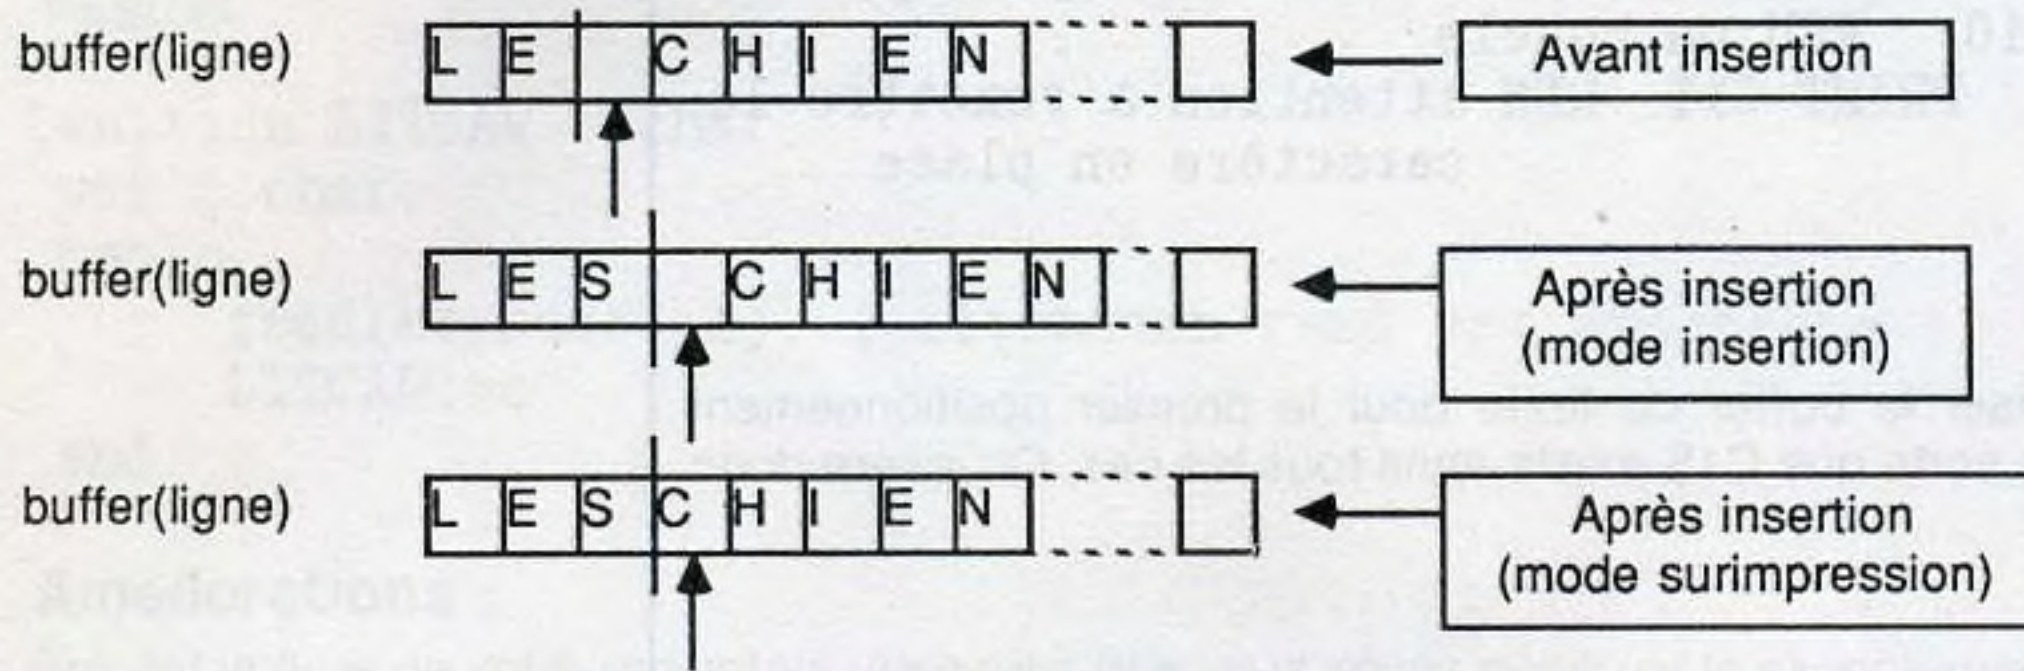 buffer(ligne) L E C H I E N Avant insertion
buffer(ligne) L E S C H I E N Après insertion
(mode insertion)
buffer(ligne) L E S C H I E N Après insertion
(mode surimpression)